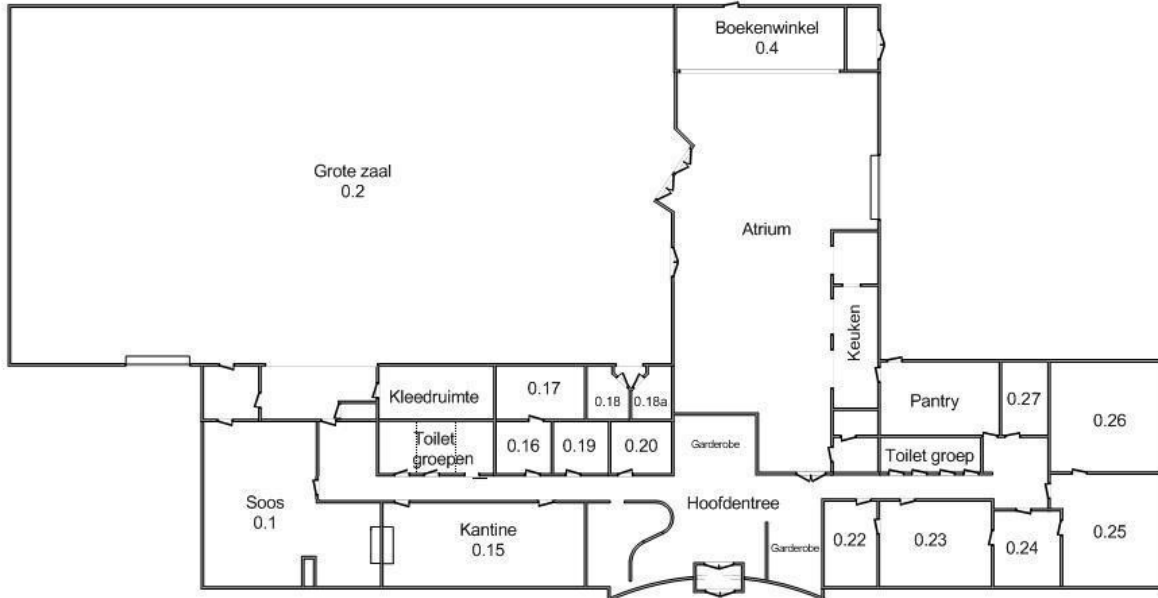 Boekenwinkel
0.4
Grote zaal
0.2
Atrium
Keuken
Kleedruimte
0.17
0.18
0.18a
Pantry
0.27
0.26
Toilet
groepen
0.16
0.19
0.20
Garderobe
Toilet groep
Soos
0.1
Kantine
0.15
Hoofdentree
Garderobe
0.22
0.23
0.24
0.25